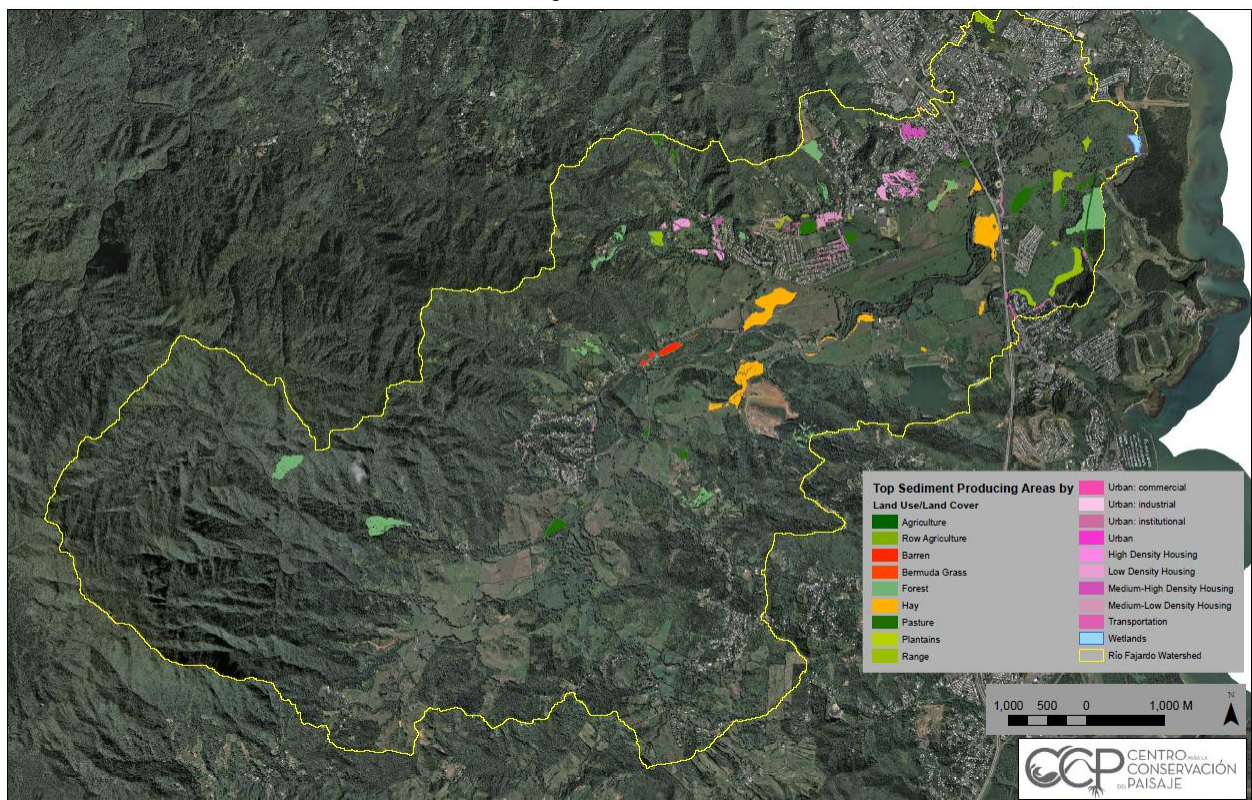 Top Sediment Producing Areas by
Land Use/Land Cover
Agriculture
Row Agriculture
Barren
Bermuda Grass
Forest
Hay
Pasture
Plantains
Range
Urban: commercial
Urban: industrial
Urban: institutional
Urban
High Density Housing
Low Density Housing
Medium-High Density Housing
Medium-Low Density Housing
Transportation
Wetlands
Río Fajardo Watershed
N
1,000 500 0 1,000 M
CCP
CENTRO PARA LA
CONSERVACIÓN
DEL PAISAJE